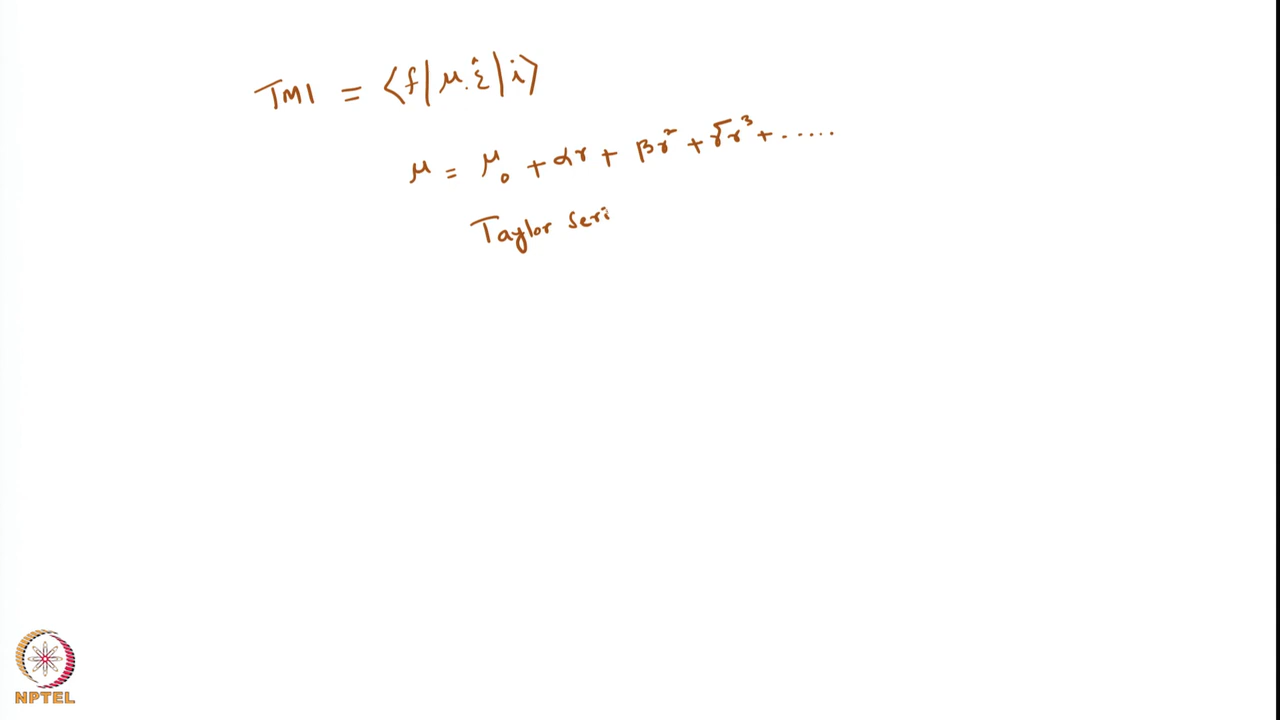 TMI = ⟨f|μ.ε̂|i⟩
μ = μ₀ + αr + βr² + γr³ + .....
Taylor Seri
NPTEL